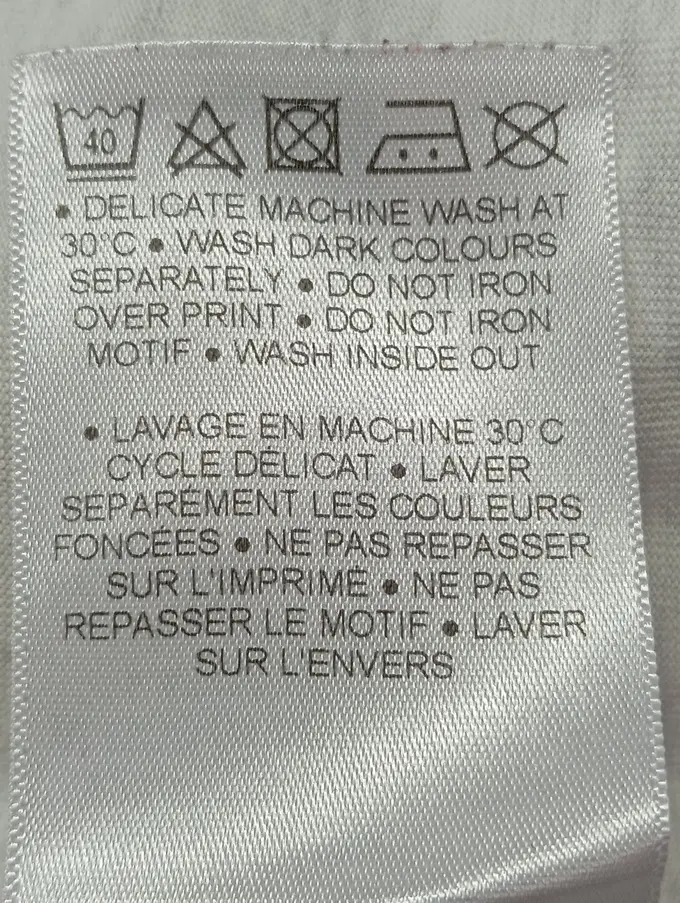 40
• DELICATE MACHINE WASH AT
30°C • WASH DARK COLOURS
SEPARATELY • DO NOT IRON
OVER PRINT • DO NOT IRON
MOTIF • WASH INSIDE OUT
• LAVAGE EN MACHINE 30°C
CYCLE DÉLICAT • LAVER
SÉPARÉMENT LES COULEURS
FONCÉES • NE PAS REPASSER
SUR L'IMPRIMÉ • NE PAS
REPASSER LE MOTIF • LAVER
SUR L'ENVERS